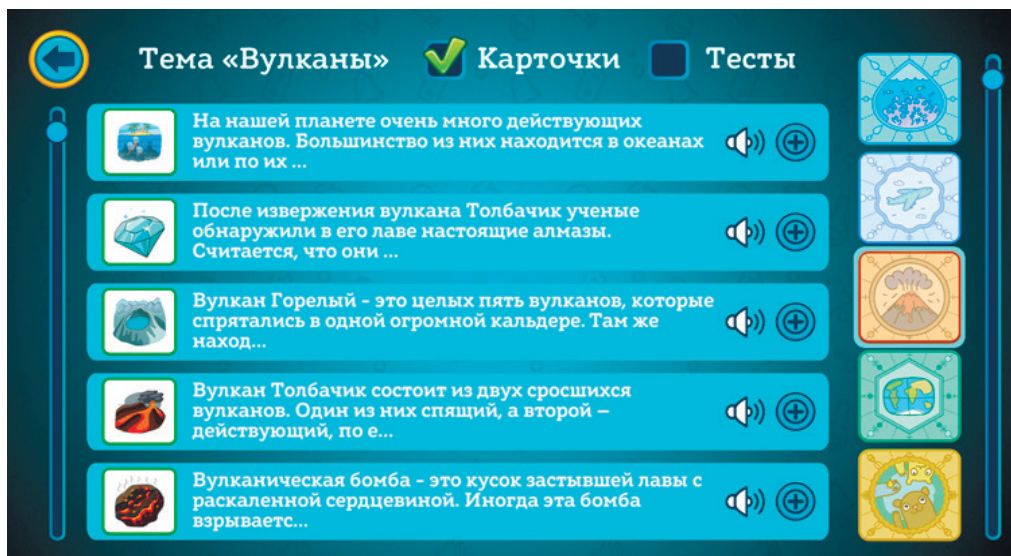 Тема «Вулканы»
Карточки
Тесты
На нашей планете очень много действующих
вулканов. Большинство из них находится в океанах
или по их ...
После извержения вулкана Толбачик ученые
обнаружили в его лаве настоящие алмазы.
Считается, что они ...
Вулкан Горелый - это целых пять вулканов, которые
спрятались в одной огромной кальдере. Там же
наход...
Вулкан Толбачик состоит из двух сросшихся
вулканов. Один из них спящий, а второй –
действующий, по е...
Вулканическая бомба - это кусок застывшей лавы с
раскаленной сердцевиной. Иногда эта бомба
взрываетс...